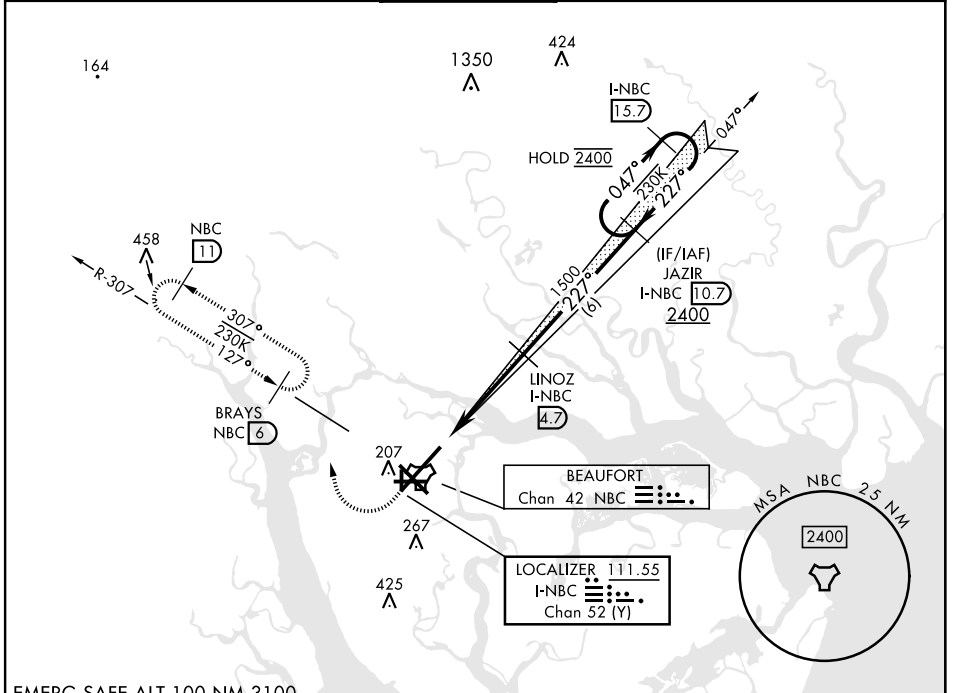 424
1350
164
I-NBC
15.7
047°
HOLD 2400
047°
230K
227°
NBC
11
458
R-307
307°
230K
127°
(IF/IAF)
JAZIR
I-NBC 10.7
2400
1500
227°
(6)
LINOZ
I-NBC
4.7
BRAYS
NBC 6
207
BEAUFORT
Chan 42 NBC
MSA NBC 25 NM
2400
267
LOCALIZER 111.55
I-NBC
Chan 52 (Y)
425
EMERG SAFE ALT 100 NM 3100